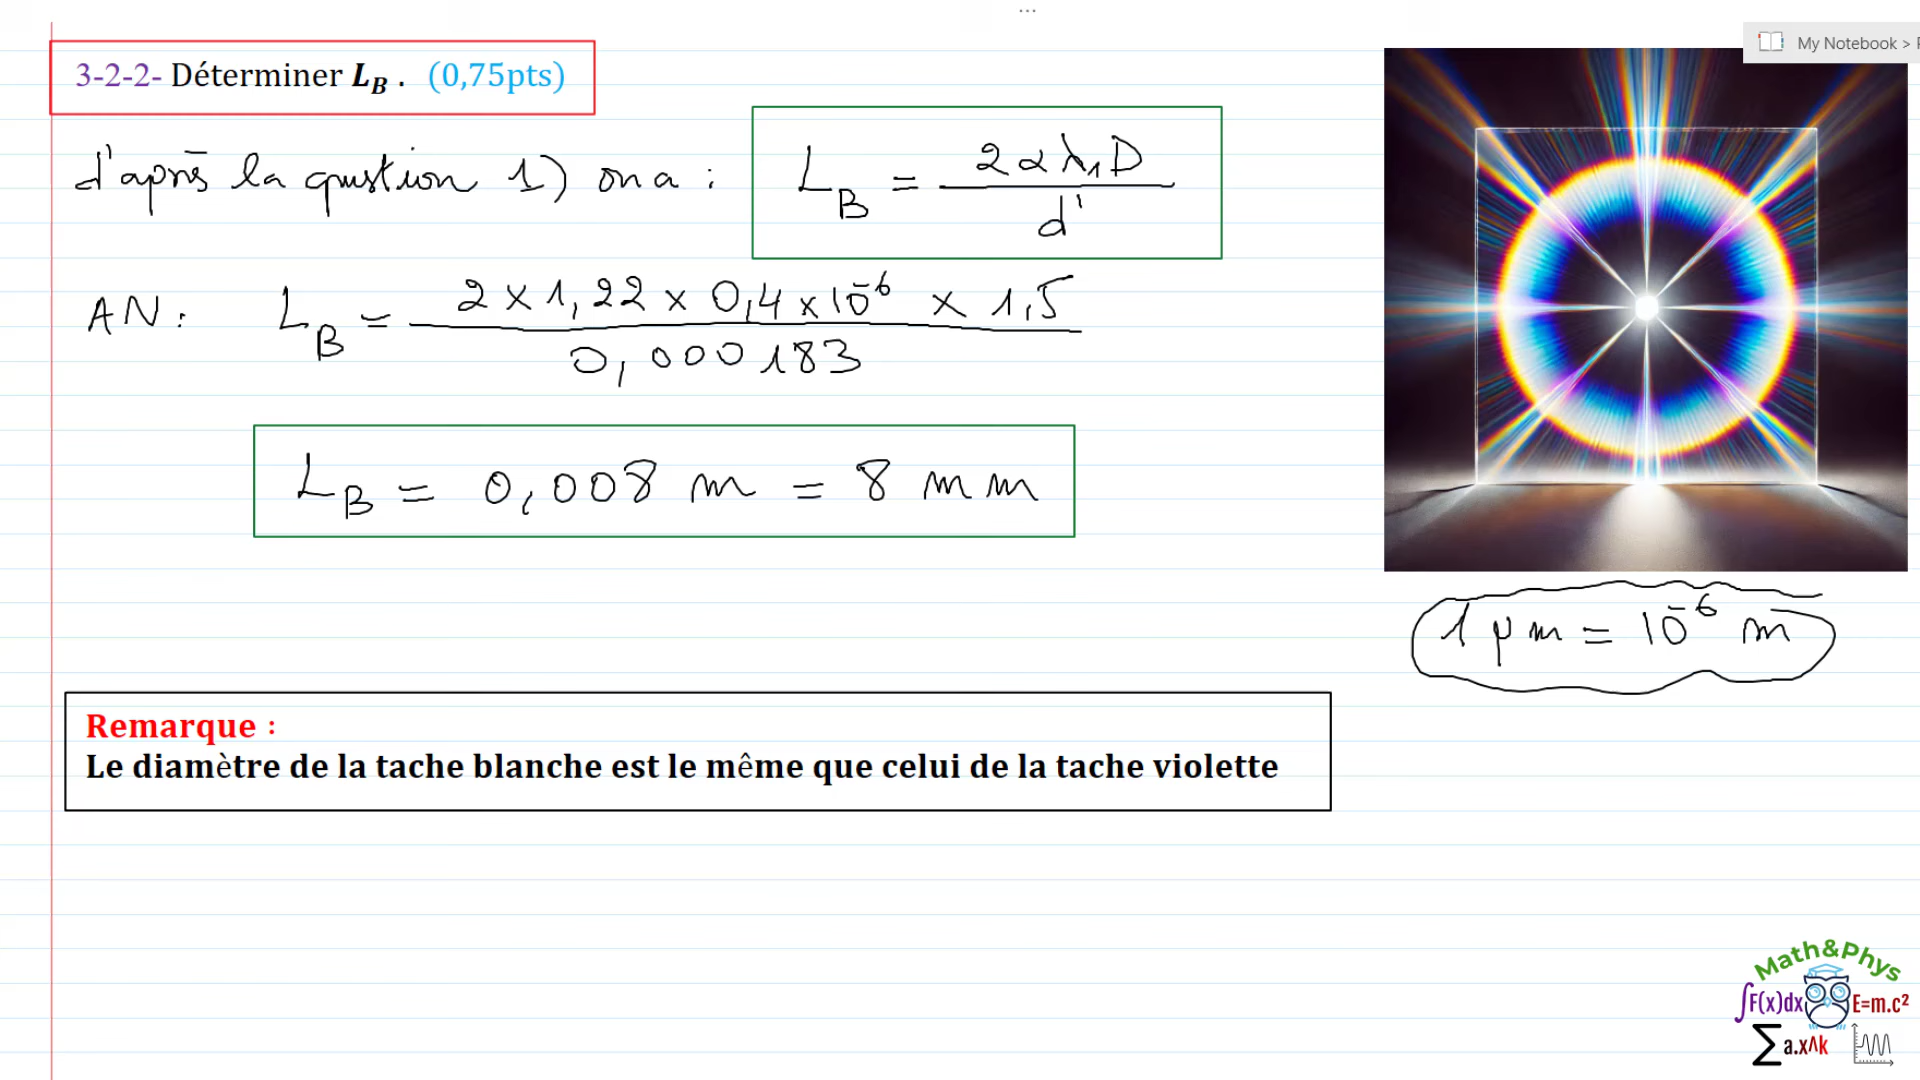 ...
My Notebook >
3-2-2- Déterminer L_B . (0,75pts)
d'après la qustion 1) on a : L_B = 2αλ₁D / d'
AN : L_B = 2 × 1,22 × 0,4 × 10⁻⁶ × 1,5 / 0,000183
L_B = 0,008 m = 8 mm
1 μm = 10⁻⁶ m
Remarque :
Le diamètre de la tache blanche est le même que celui de la tache violette
Math&Phys
∫F(x)dx E=m.c²
∑ a.x^k